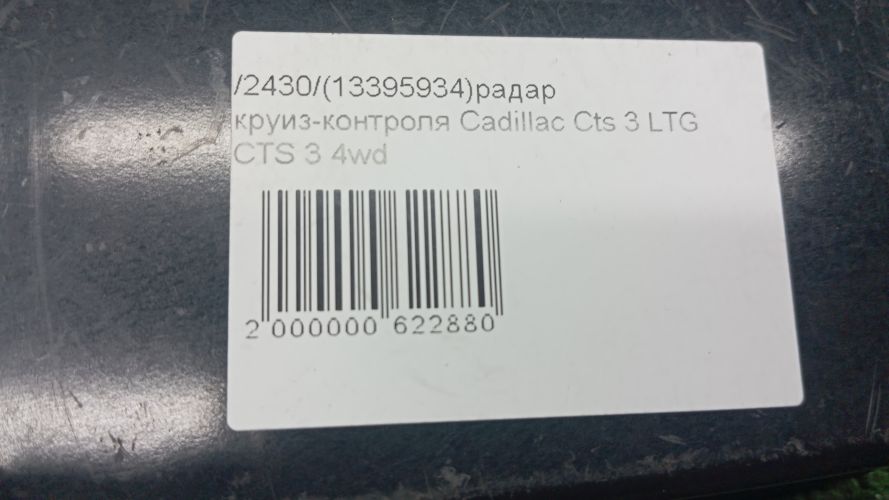 /2430/(13395934)радар
круиз-контроля Cadillac Cts 3 LTG
CTS 3 4wd
2 000000 622880